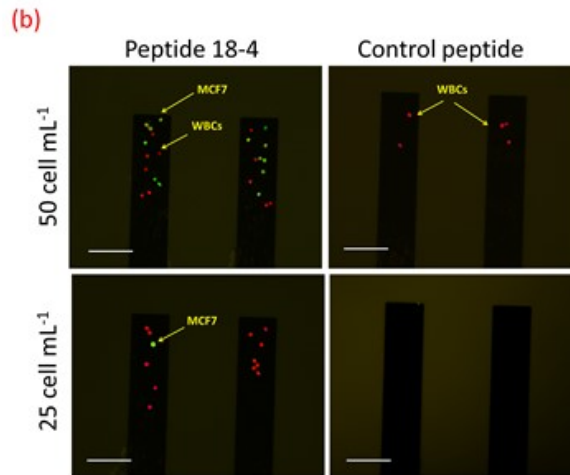 (b)
Peptide 18-4
Control peptide
50 cell mL⁻¹
MCF7
WBCs
WBCs
25 cell mL⁻¹
MCF7